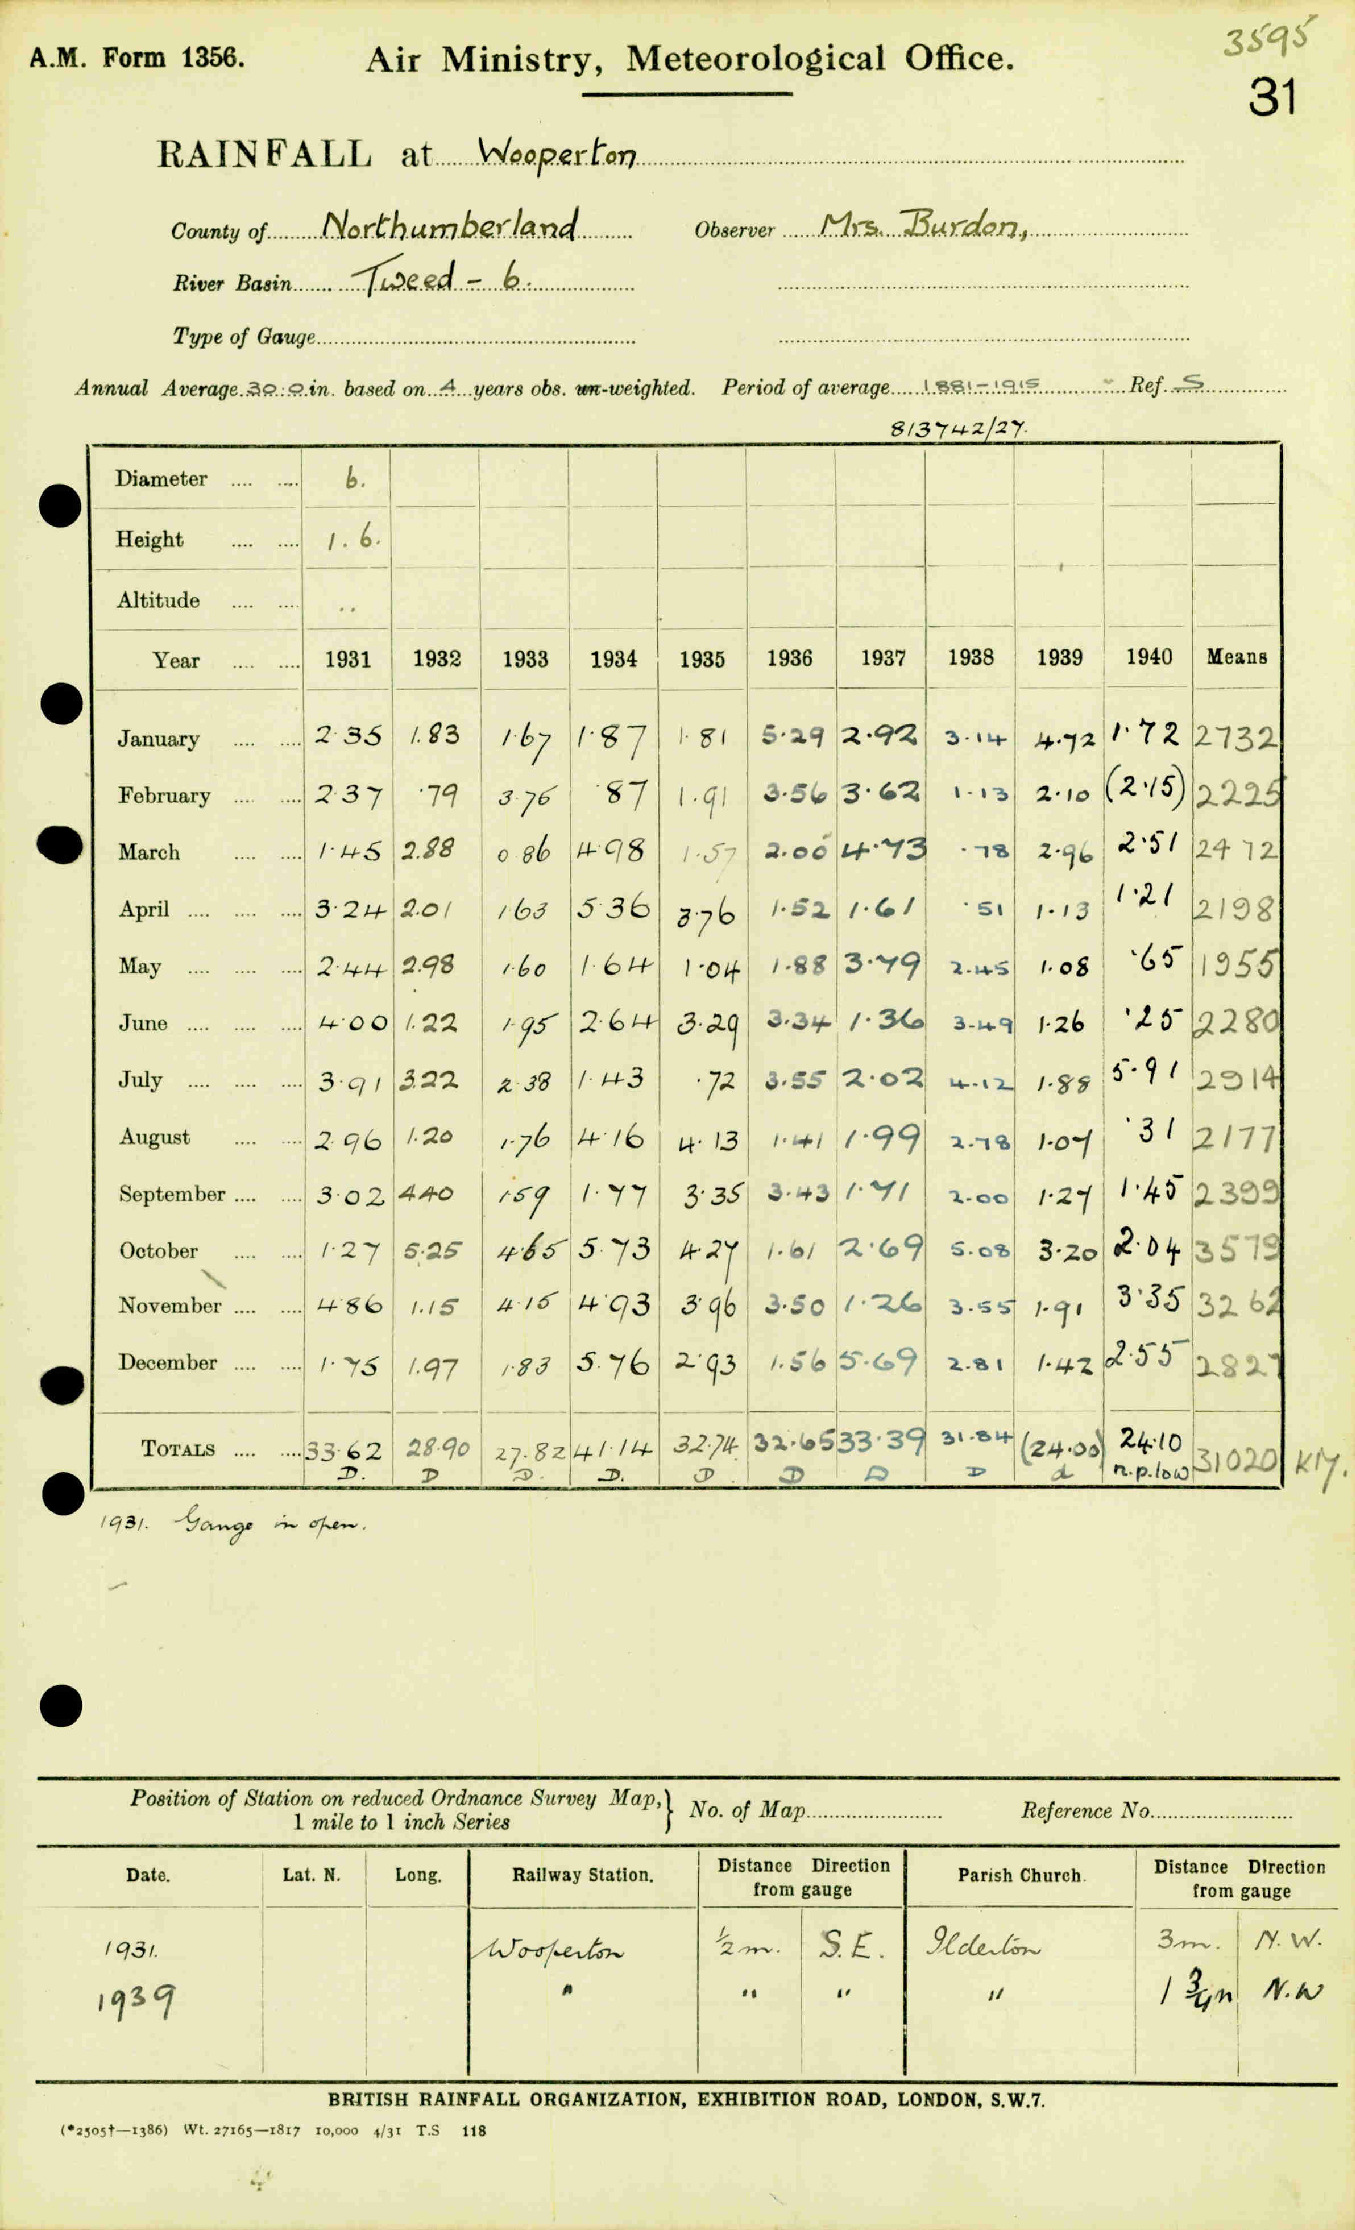 3595
A.M. Form 1356. Air Ministry, Meteorological Office.
31
RAINFALL at Wooperton
County of Northumberland Observer Mrs. Burdon,
River Basin Tweed - 6.
Type of Gauge
Annual Average 30.0 in. based on 4 years obs. un-weighted. Period of average 1881-1915 Ref. S
813742/27.
Diameter 6.
Height 1.6.
Altitude ..
Year 1931 1932 1933 1934 1935 1936 1937 1938 1939 1940 Means
January 2.35 1.83 1.67 1.87 1.81 5.29 2.92 3.14 4.72 1.72 2732
February 2.37 .79 3.76 .87 1.91 3.56 3.62 1.13 2.10 (2.15) 2225
March 1.45 2.88 0.86 4.98 1.57 2.00 4.73 .78 2.96 2.51 2472
April 3.24 2.01 1.63 5.36 3.76 1.52 1.61 .51 1.13 1.21 2198
May 2.44 2.98 1.60 1.64 1.04 1.88 3.79 2.45 1.08 .65 1955
June 4.00 1.22 1.95 2.64 3.29 3.34 1.36 3.49 1.26 .25 2280
July 3.91 3.22 2.38 1.43 .72 3.55 2.02 4.12 1.88 5.91 2914
August 2.96 1.20 1.76 4.16 4.13 1.41 1.99 2.78 1.07 .31 2177
September 3.02 4.40 1.59 1.77 3.35 3.43 1.71 2.00 1.27 1.45 2399
October 1.27 5.25 4.65 5.73 4.27 1.61 2.69 5.08 3.20 2.04 3579
November 4.86 1.15 4.15 4.93 3.96 3.50 1.26 3.55 1.91 3.35 3262
December 1.75 1.97 1.83 5.76 2.93 1.56 5.69 2.81 1.42 2.55 2827
TOTALS 33.62 28.90 27.82 41.14 32.74 32.65 33.39 31.84 (24.00) 24.10 31020 KM.
D. D D. D. D D D D d n.p.low
1931. Gauge in open.
Position of Station on reduced Ordnance Survey Map, 1 mile to 1 inch Series } No. of Map Reference No.
Date. Lat. N. Long. Railway Station. Distance Direction from gauge Parish Church. Distance Direction from gauge
1931. Wooperton ½ m. S.E. Ilderton 3 m. N.W.
1939 " " " " 1 ¾ m N.W
BRITISH RAINFALL ORGANIZATION, EXHIBITION ROAD, LONDON, S.W.7.
(*2505†—1386) Wt. 27165—1817 10,000 4/31 T.S 118